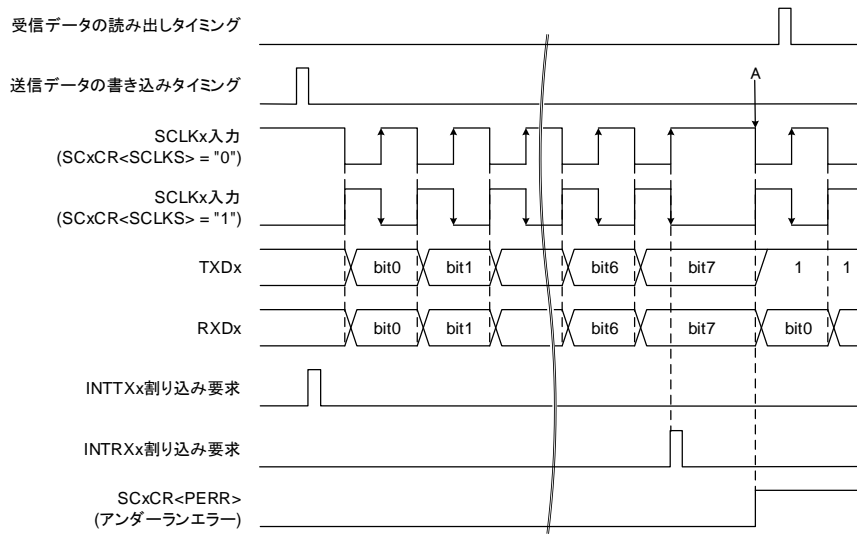 受信データの読み出しタイミング
送信データの書き込みタイミング
A
SCLKx入力
(SCxCR<SCLKS> = "0")
SCLKx入力
(SCxCR<SCLKS> = "1")
TXDx bit0 bit1 bit6 bit7 1 1
RXDx bit0 bit1 bit6 bit7 bit0
INTTXx割り込み要求
INTRXx割り込み要求
SCxCR<PERR>
(アンダーランエラー)